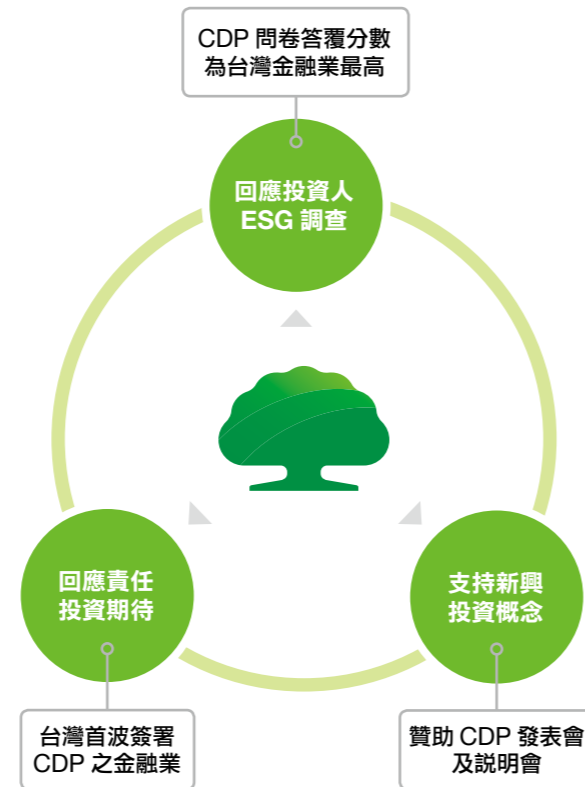 CDP 問卷答覆分數
為台灣金融業最高
回應投資人
ESG 調查
回應責任
投資期待
支持新興
投資概念
台灣首波簽署
CDP 之金融業
贊助 CDP 發表會
及説明會